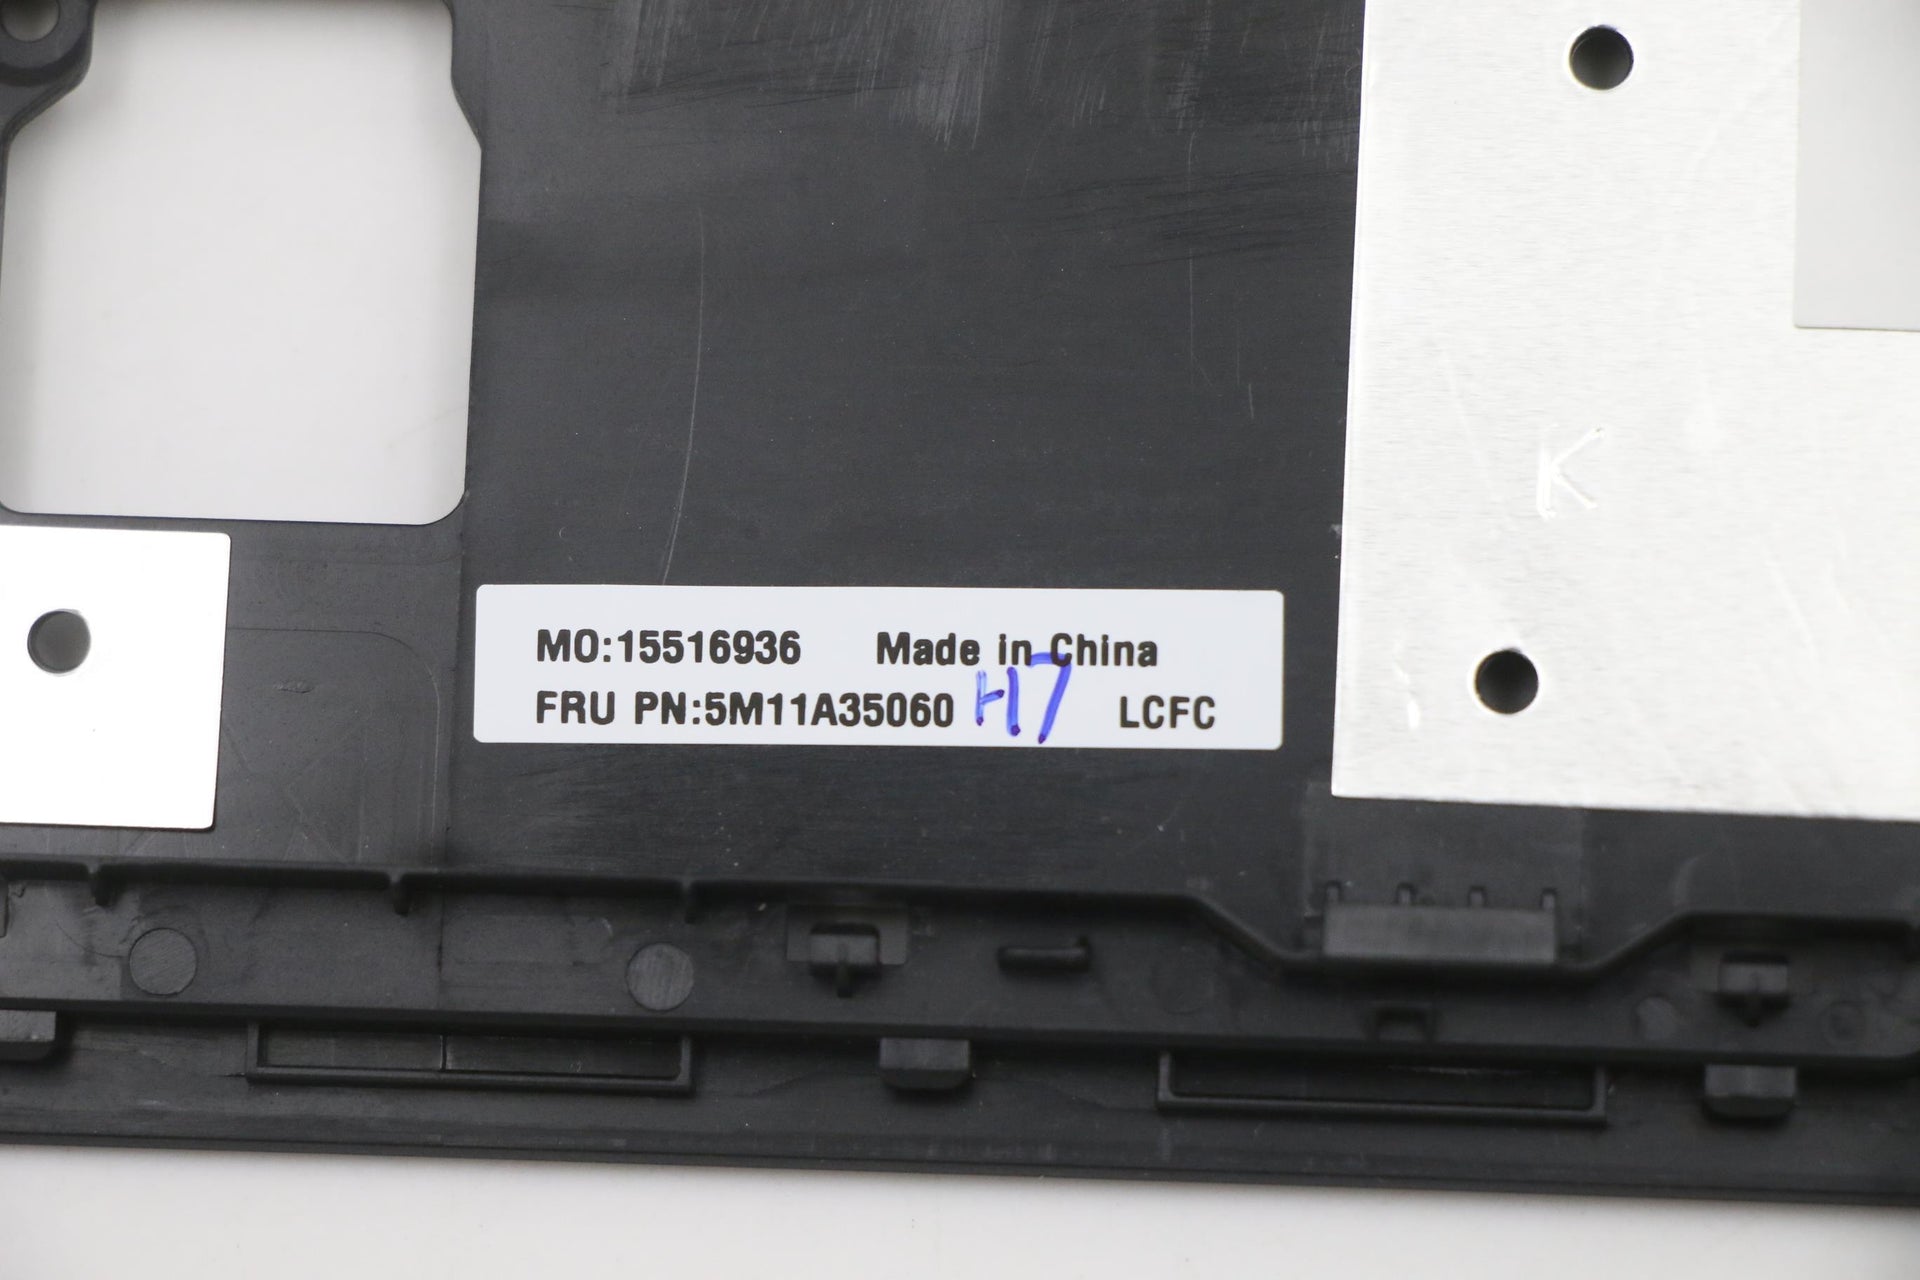 K
MO:15516936 Made in China
FRU PN:5M11A35060 H7 LCFC